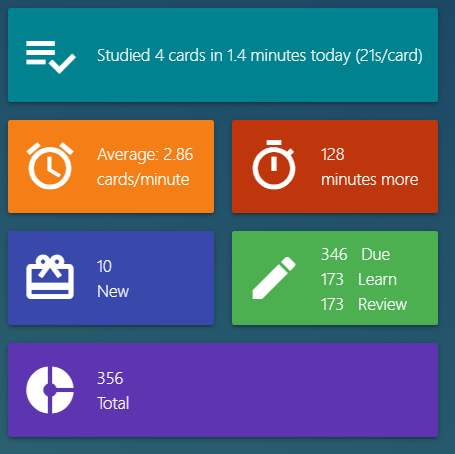 Studied 4 cards in 1.4 minutes today (21s/card)
Average: 2.86
cards/minute
128
minutes more
10
New
346 Due
173 Learn
173 Review
356
Total